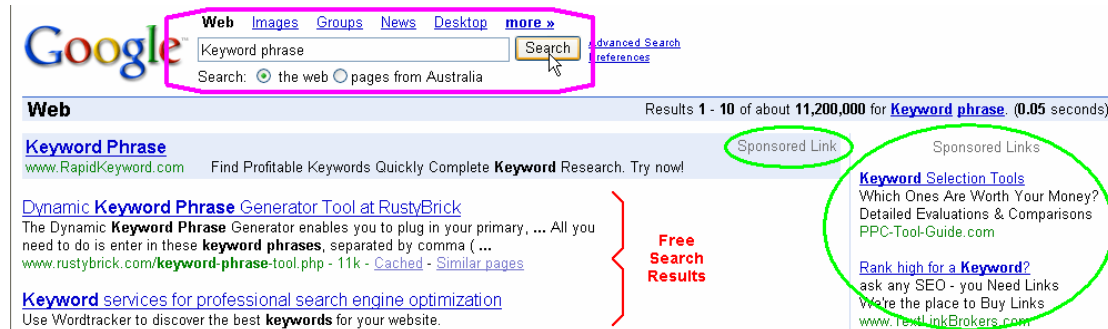 Web Images Groups News Desktop more »
Google
Keyword phrase Search Advanced Search
Preferences
Search: the web pages from Australia
Web Results 1 - 10 of about 11,200,000 for Keyword phrase. (0.05 seconds)
Keyword Phrase Sponsored Link
www.RapidKeyword.com Find Profitable Keywords Quickly Complete Keyword Research. Try now!
Dynamic Keyword Phrase Generator Tool at RustyBrick
The Dynamic Keyword Phrase Generator enables you to plug in your primary, ... All you
need to do is enter in these keyword phrases, separated by comma ( ...
www.rustybrick.com/keyword-phrase-tool.php - 11k - Cached - Similar pages
Keyword services for professional search engine optimization
Use Wordtracker to discover the best keywords for your website.
Free
Search
Results
Sponsored Links
Keyword Selection Tools
Which Ones Are Worth Your Money?
Detailed Evaluations & Comparisons
PPC-Tool-Guide.com
Rank high for a Keyword?
ask any SEO - you Need Links
We're the place to Buy Links
www.TextLinkBrokers.com